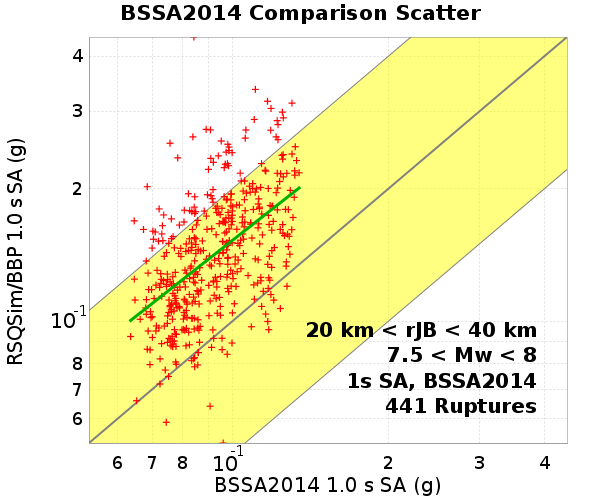 BSSA2014 Comparison Scatter
RSQSim/BBP 1.0 s SA (g)
4
3
2
10-1
8
7
6
20 km < rJB < 40 km
7.5 < Mw < 8
1s SA, BSSA2014
441 Ruptures
6 7 8 10-1 2 3 4
BSSA2014 1.0 s SA (g)